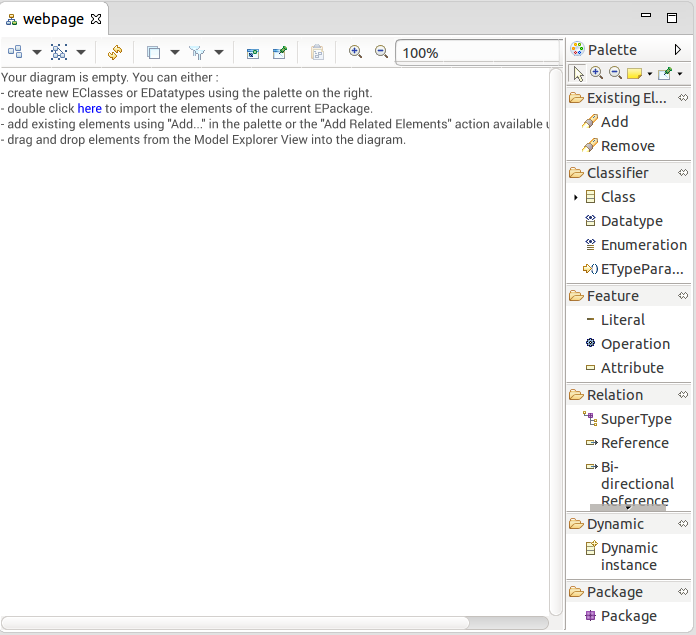 webpage
100%
Your diagram is empty. You can either :
- create new EClasses or EDatatypes using the palette on the right.
- double click here to import the elements of the current EPackage.
- add existing elements using "Add..." in the palette or the "Add Related Elements" action available
- drag and drop elements from the Model Explorer View into the diagram.
Palette
Existing El...
Add
Remove
Classifier
Class
Datatype
Enumeration
ETypePara...
Feature
Literal
Operation
Attribute
Relation
SuperType
Reference
Bi-
directional
Reference
Dynamic
Dynamic
instance
Package
Package